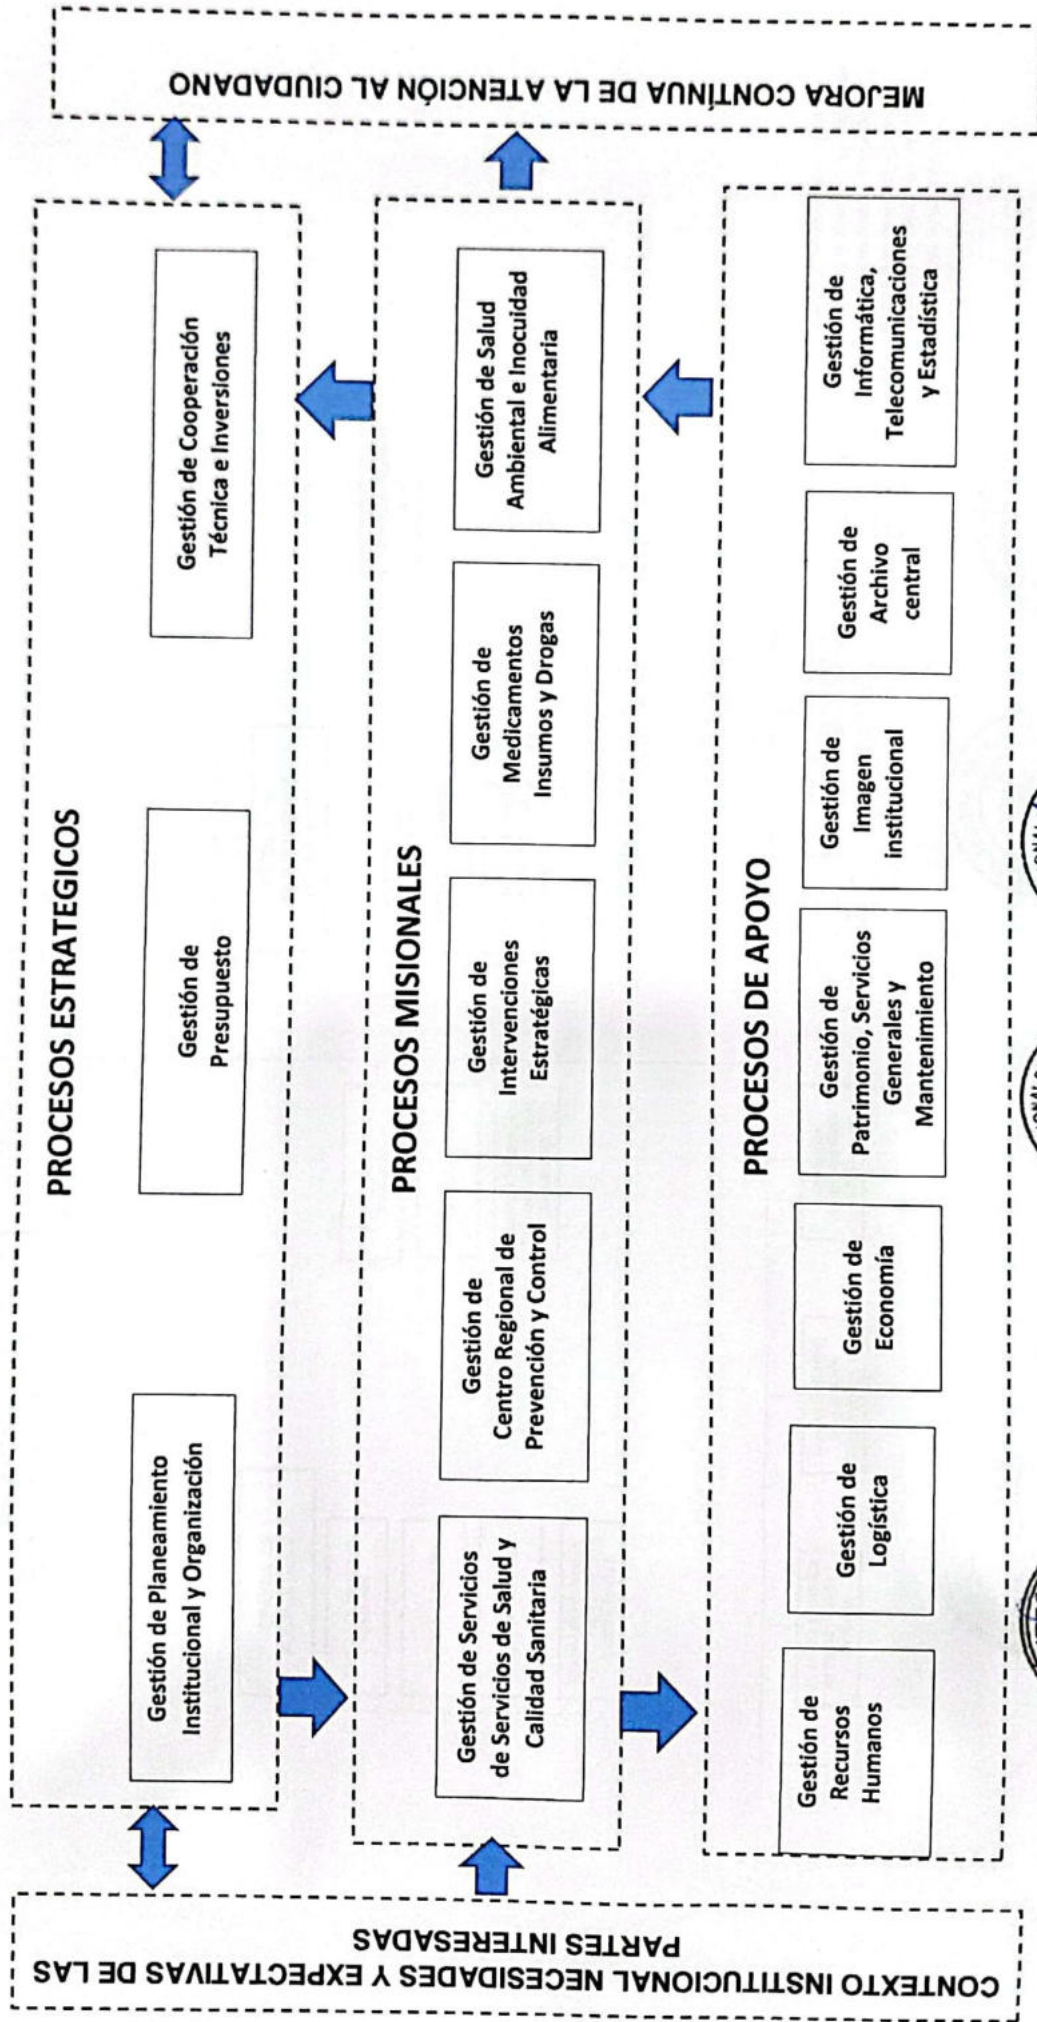 CONTEXTO INSTITUCIONAL NECESIDADES Y EXPECTATIVAS DE LAS
PARTES INTERESADAS
PROCESOS ESTRATEGICOS
Gestión de Planeamiento
Institucional y Organización
Gestión de
Presupuesto
Gestión de Cooperación
Técnica e Inversiones
PROCESOS MISIONALES
Gestión de Servicios
de Servicios de Salud y
Calidad Sanitaria
Gestión de
Centro Regional de
Prevención y Control
Gestión de
Intervenciones
Estratégicas
Gestión de
Medicamentos
Insumos y Drogas
Gestión de Salud
Ambiental e Inocuidad
Alimentaria
PROCESOS DE APOYO
Gestión de
Recursos
Humanos
Gestión de
Logística
Gestión de
Economía
Gestión de
Patrimonio, Servicios
Generales y
Mantenimiento
Gestión de
Imagen
institucional
Gestión de
Archivo
central
Gestión de
Informática,
Telecomunicaciones
y Estadística
MEJORA CONTÍNUA DE LA ATENCIÓN AL CIUDADANO